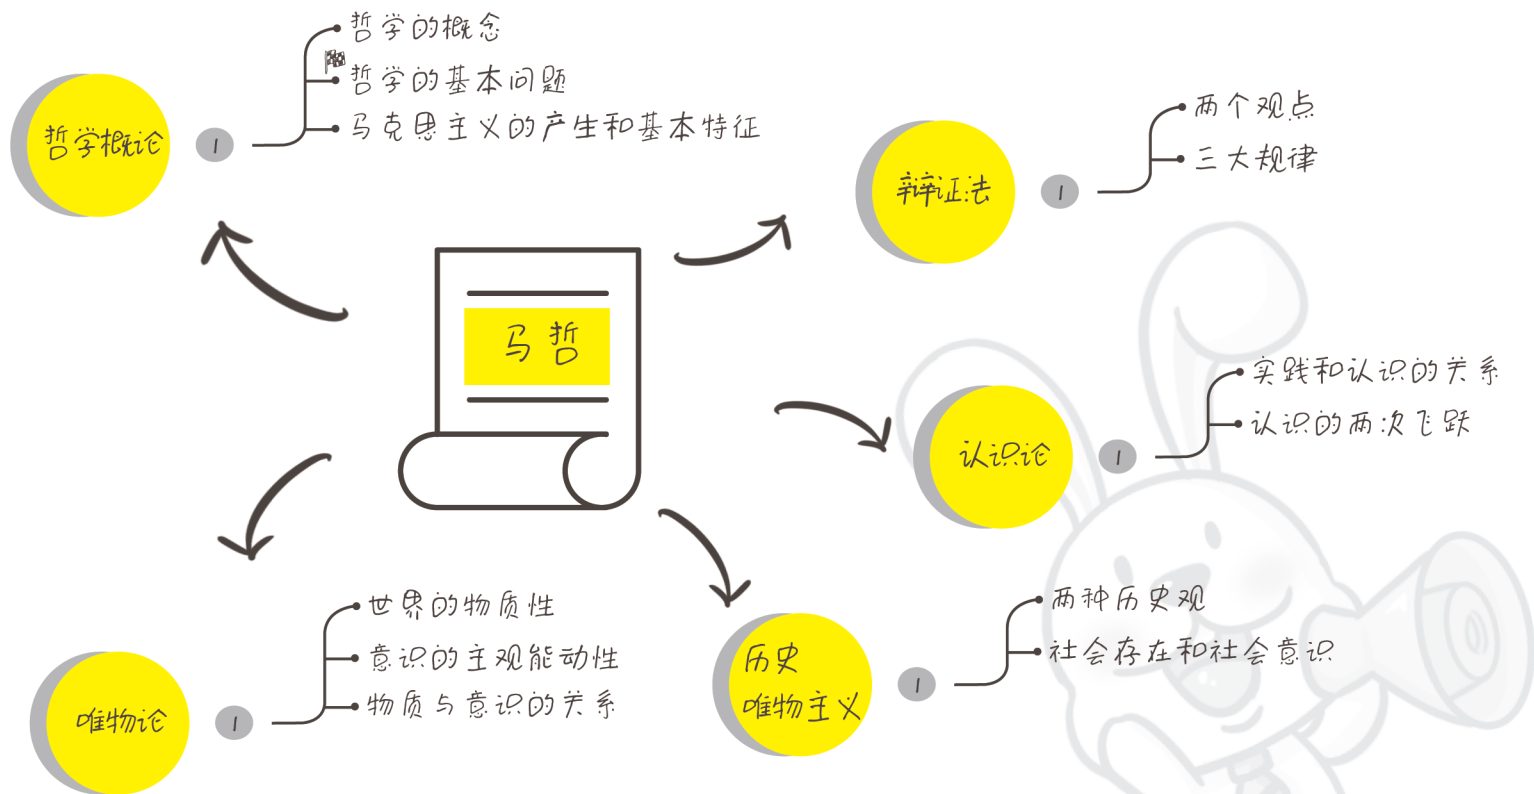 哲学概论
1
哲学的概念
哲学的基本问题
马克思主义的产生和基本特征
辩证法
1
两个观点
三大规律
马哲
认识论
1
实践和认识的关系
认识的两次飞跃
唯物论
1
世界的物质性
意识的主观能动性
物质与意识的关系
历史
唯物主义
1
两种历史观
社会存在和社会意识